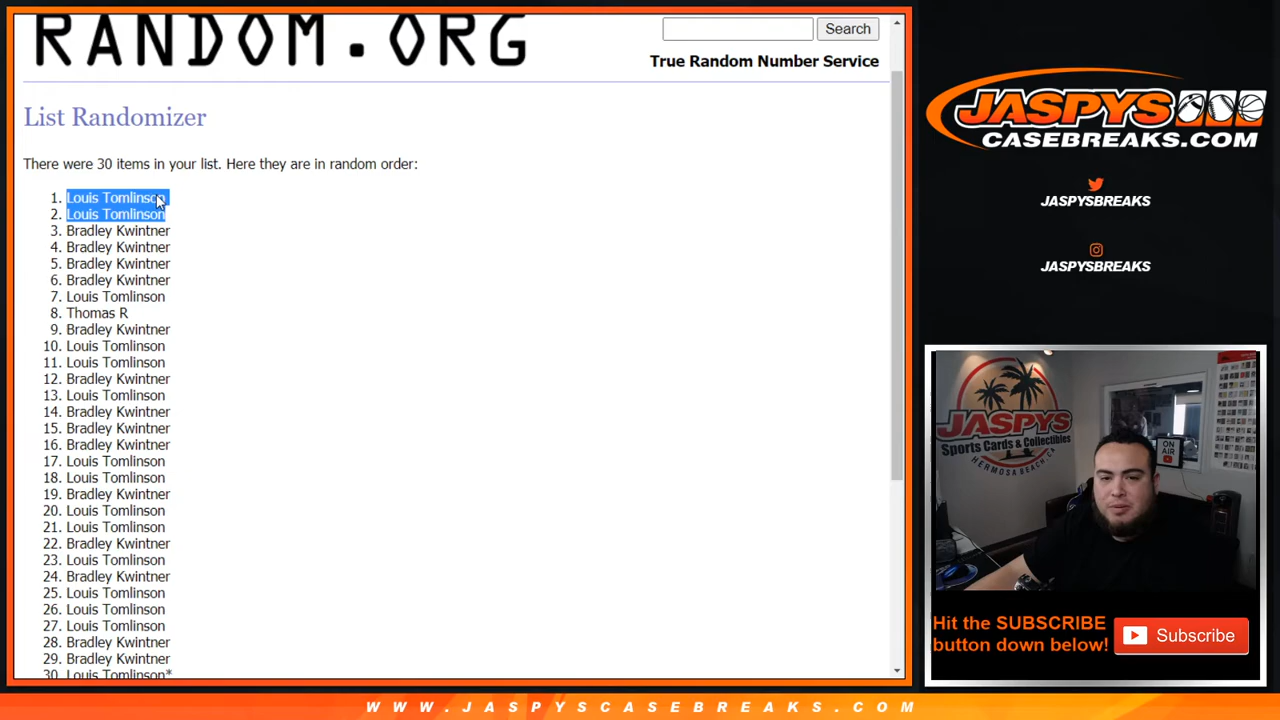 RANDOM.ORG
Search
True Random Number Service
List Randomizer
There were 30 items in your list. Here they are in random order:
1. Louis Tomlinson
2. Louis Tomlinson
3. Bradley Kwintner
4. Bradley Kwintner
5. Bradley Kwintner
6. Bradley Kwintner
7. Louis Tomlinson
8. Thomas R
9. Bradley Kwintner
10. Louis Tomlinson
11. Louis Tomlinson
12. Bradley Kwintner
13. Louis Tomlinson
14. Bradley Kwintner
15. Bradley Kwintner
16. Bradley Kwintner
17. Louis Tomlinson
18. Louis Tomlinson
19. Bradley Kwintner
20. Louis Tomlinson
21. Louis Tomlinson
22. Bradley Kwintner
23. Louis Tomlinson
24. Bradley Kwintner
25. Louis Tomlinson
26. Louis Tomlinson
27. Louis Tomlinson
28. Bradley Kwintner
29. Bradley Kwintner
30. Louis Tomlinson*
JASPYS
CASEBREAKS.COM
JASPYSBREAKS
JASPYSBREAKS
JASPYS
Sports Cards & Collectibles
HERMOSA BEACH, CA
ON
AIR
Hit the SUBSCRIBE
button down below!
Subscribe
WWW.JASPYSCASEBREAKS.COM